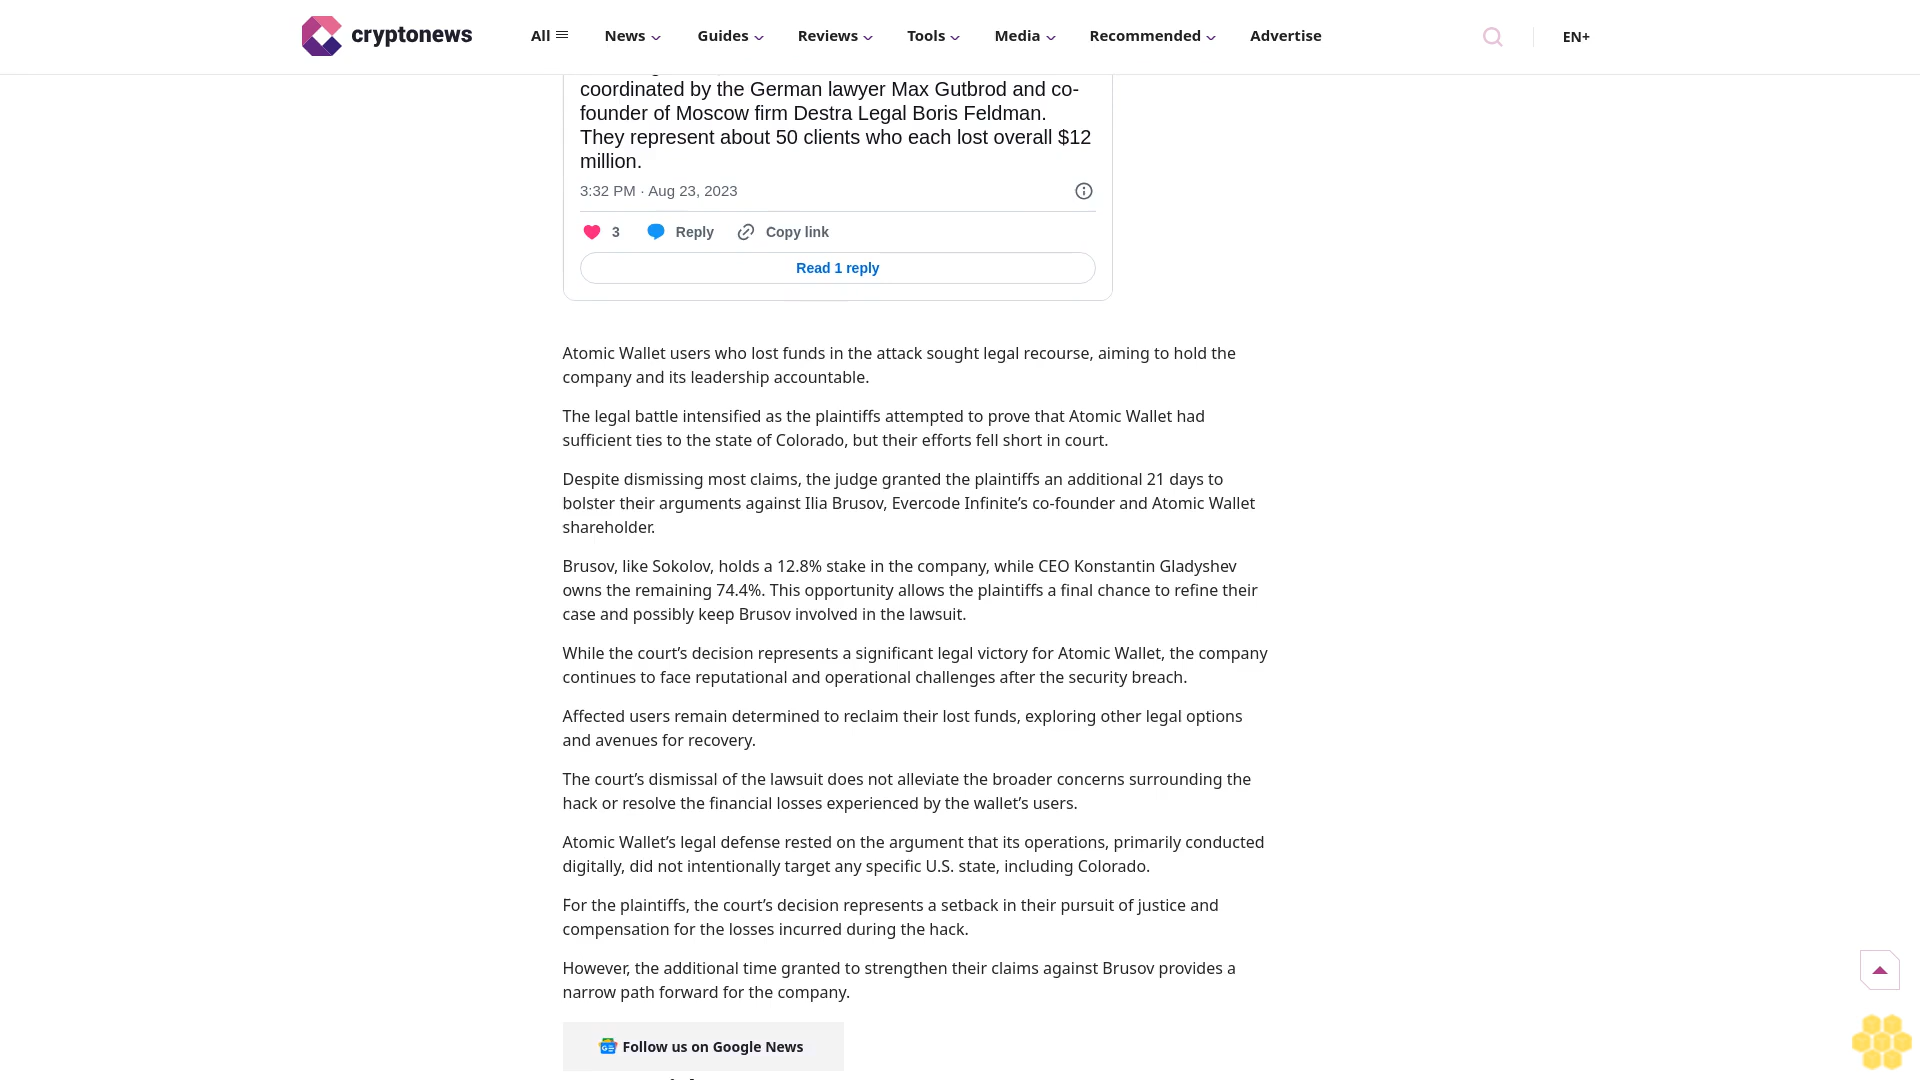 cryptonews
All
News
Guides
Reviews
Tools
Media
Recommended
Advertise
EN+
coordinated by the German lawyer Max Gutbrod and co-
founder of Moscow firm Destra Legal Boris Feldman.
They represent about 50 clients who each lost overall $12
million.
3:32 PM · Aug 23, 2023
3
Reply
Copy link
Read 1 reply
Atomic Wallet users who lost funds in the attack sought legal recourse, aiming to hold the
company and its leadership accountable.
The legal battle intensified as the plaintiffs attempted to prove that Atomic Wallet had
sufficient ties to the state of Colorado, but their efforts fell short in court.
Despite dismissing most claims, the judge granted the plaintiffs an additional 21 days to
bolster their arguments against Ilia Brusov, Evercode Infinite’s co-founder and Atomic Wallet
shareholder.
Brusov, like Sokolov, holds a 12.8% stake in the company, while CEO Konstantin Gladyshev
owns the remaining 74.4%. This opportunity allows the plaintiffs a final chance to refine their
case and possibly keep Brusov involved in the lawsuit.
While the court’s decision represents a significant legal victory for Atomic Wallet, the company
continues to face reputational and operational challenges after the security breach.
Affected users remain determined to reclaim their lost funds, exploring other legal options
and avenues for recovery.
The court’s dismissal of the lawsuit does not alleviate the broader concerns surrounding the
hack or resolve the financial losses experienced by the wallet’s users.
Atomic Wallet’s legal defense rested on the argument that its operations, primarily conducted
digitally, did not intentionally target any specific U.S. state, including Colorado.
For the plaintiffs, the court’s decision represents a setback in their pursuit of justice and
compensation for the losses incurred during the hack.
However, the additional time granted to strengthen their claims against Brusov provides a
narrow path forward for the company.
Follow us on Google News